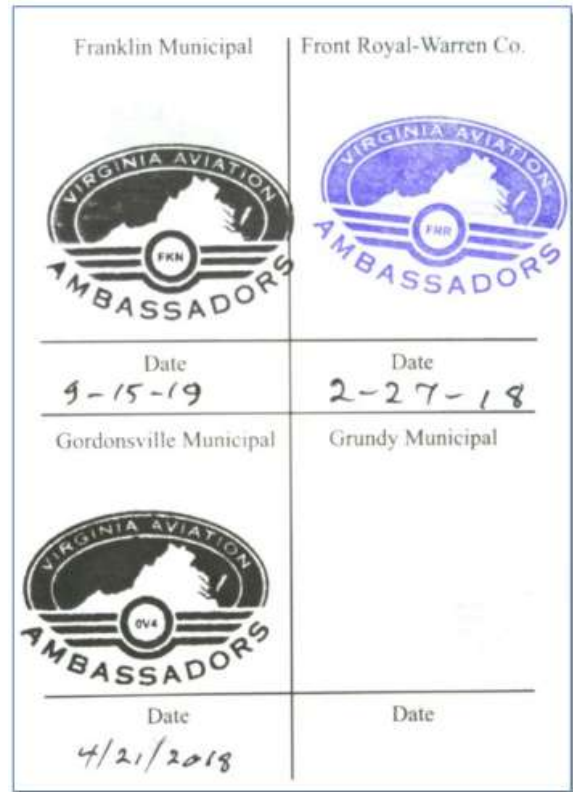 Franklin Municipal
VIRGINIA AVIATION
FKN
AMBASSADORS
Date
9-15-19
Front Royal-Warren Co.
VIRGINIA AVIATION
FRR
AMBASSADORS
Date
2-27-18
Gordonsville Municipal
VIRGINIA AVIATION
0V4
AMBASSADORS
Date
4/21/2018
Grundy Municipal
Date